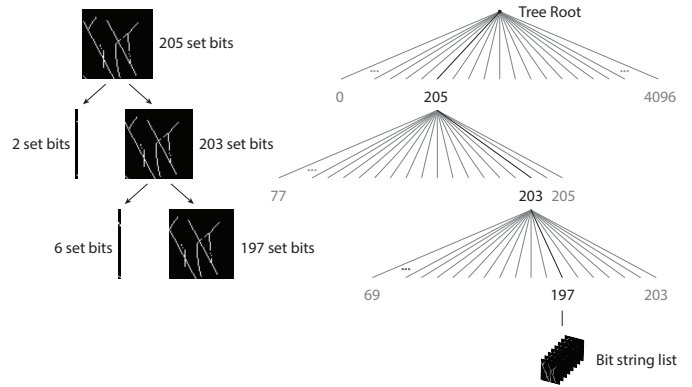 205 set bits
2 set bits
203 set bits
6 set bits
197 set bits
Tree Root
...
...
0
205
4096
...
77
203
205
...
69
197
203
Bit string list